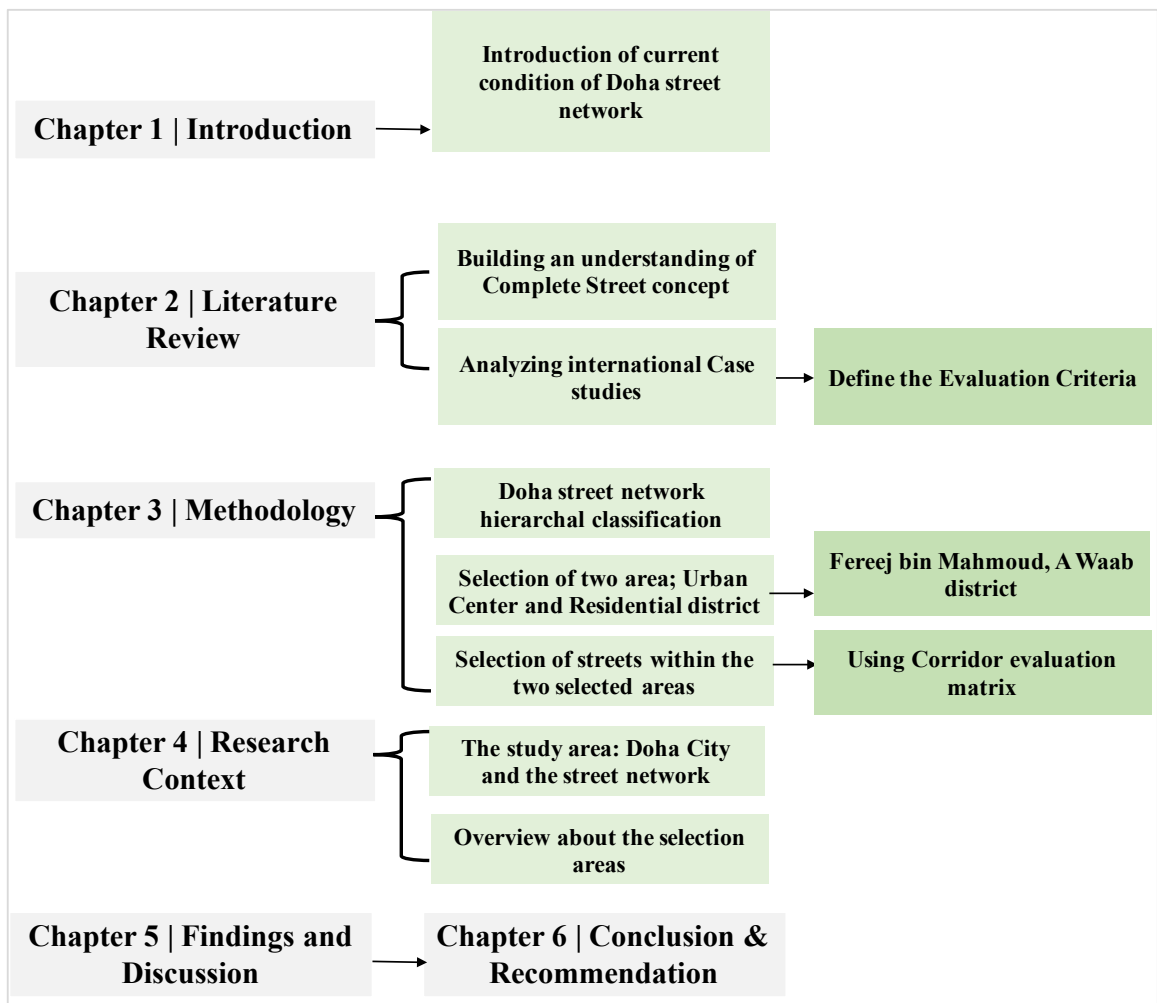 Introduction of current
condition of Doha street
network
Chapter 1 | Introduction
Building an understanding of
Complete Street concept
Chapter 2 | Literature
Review
Analyzing international Case
studies
Define the Evaluation Criteria
Chapter 3 | Methodology
Doha street network
hierarchal classification
Selection of two area; Urban
Center and Residential district
Fereej bin Mahmoud, A Waab
district
Selection of streets within the
two selected areas
Using Corridor evaluation
matrix
Chapter 4 | Research
Context
The study area: Doha City
and the street network
Overview about the selection
areas
Chapter 5 | Findings and
Discussion
Chapter 6 | Conclusion &
Recommendation